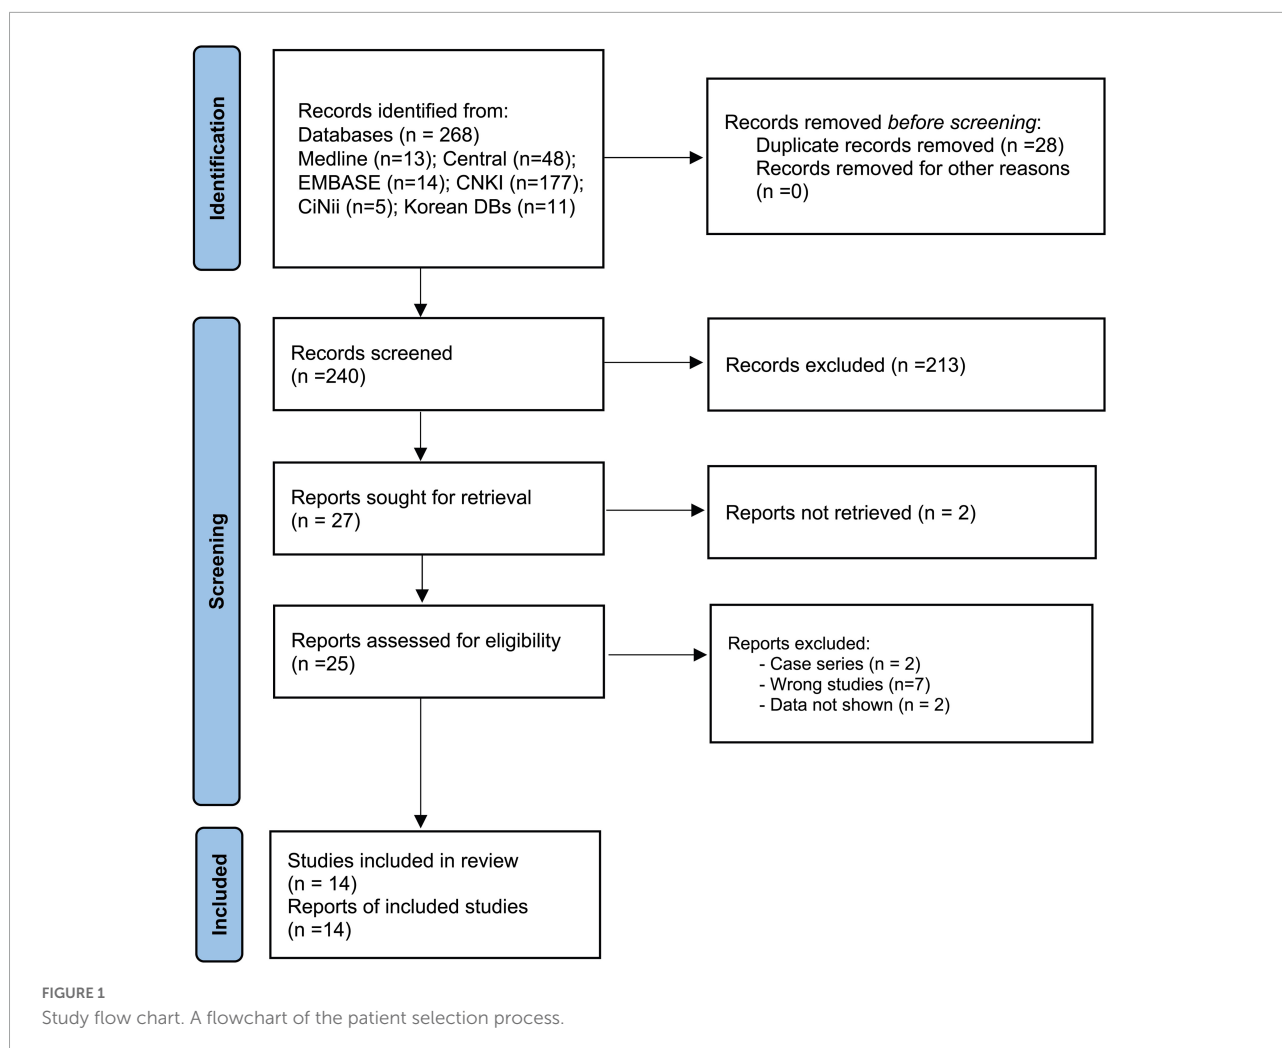 Identification
Records identified from:
Databases (n = 268)
Medline (n=13); Central (n=48);
EMBASE (n=14); CNKI (n=177);
CiNii (n=5); Korean DBs (n=11)
Records removed before screening:
Duplicate records removed (n =28)
Records removed for other reasons
(n =0)
Screening
Records screened
(n =240)
Records excluded (n =213)
Reports sought for retrieval
(n = 27)
Reports not retrieved (n = 2)
Reports assessed for eligibility
(n =25)
Reports excluded:
- Case series (n = 2)
- Wrong studies (n=7)
- Data not shown (n = 2)
Included
Studies included in review
(n = 14)
Reports of included studies
(n =14)
FIGURE 1
Study flow chart. A flowchart of the patient selection process.